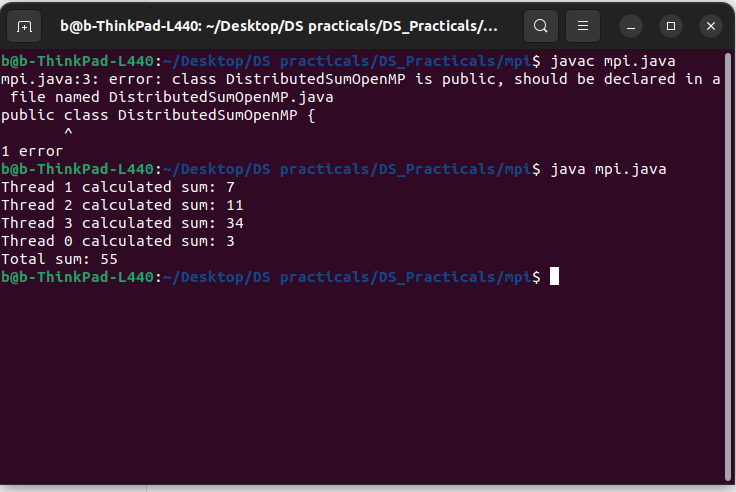 b@b-ThinkPad-L440: ~/Desktop/DS practicals/DS_Practicals/...
b@b-ThinkPad-L440:~/Desktop/DS practicals/DS_Practicals/mpi$ javac mpi.java
mpi.java:3: error: class DistributedSumOpenMP is public, should be declared in a
 file named DistributedSumOpenMP.java
public class DistributedSumOpenMP {
       ^
1 error
b@b-ThinkPad-L440:~/Desktop/DS practicals/DS_Practicals/mpi$ java mpi.java
Thread 1 calculated sum: 7
Thread 2 calculated sum: 11
Thread 3 calculated sum: 34
Thread 0 calculated sum: 3
Total sum: 55
b@b-ThinkPad-L440:~/Desktop/DS practicals/DS_Practicals/mpi$